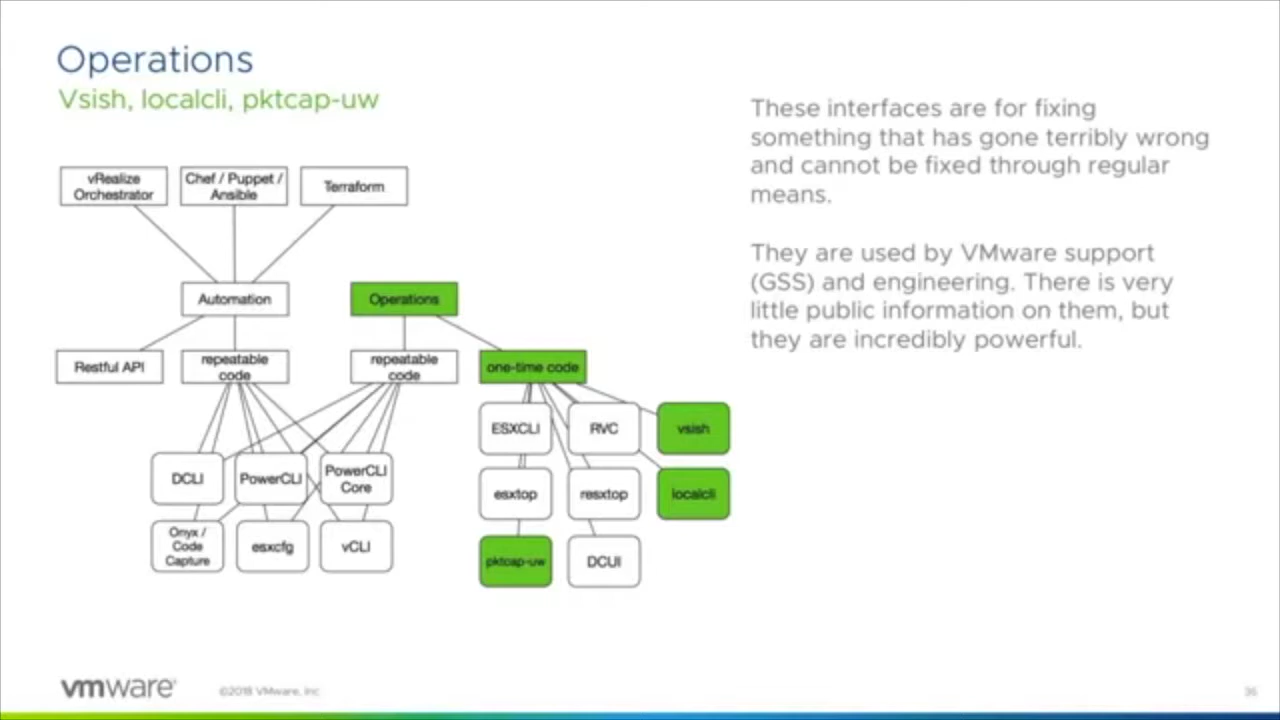 Operations
Vsish, localcli, pktcap-uw
These interfaces are for fixing
something that has gone terribly wrong
and cannot be fixed through regular
means.
They are used by VMware support
(GSS) and engineering. There is very
little public information on them, but
they are incredibly powerful.
vRealize
Orchestrator
Chef / Puppet /
Ansible
Terraform
Automation
Operations
Restful API
repeatable
code
repeatable
code
one-time code
ESXCLI
RVC
vsish
DCLI
PowerCLI
PowerCLI
Core
esxtop
resxtop
localcli
Onyx /
Code
Capture
esxcfg
vCLI
pktcap-uw
DCUI
vmware
©2018 VMware, Inc
36